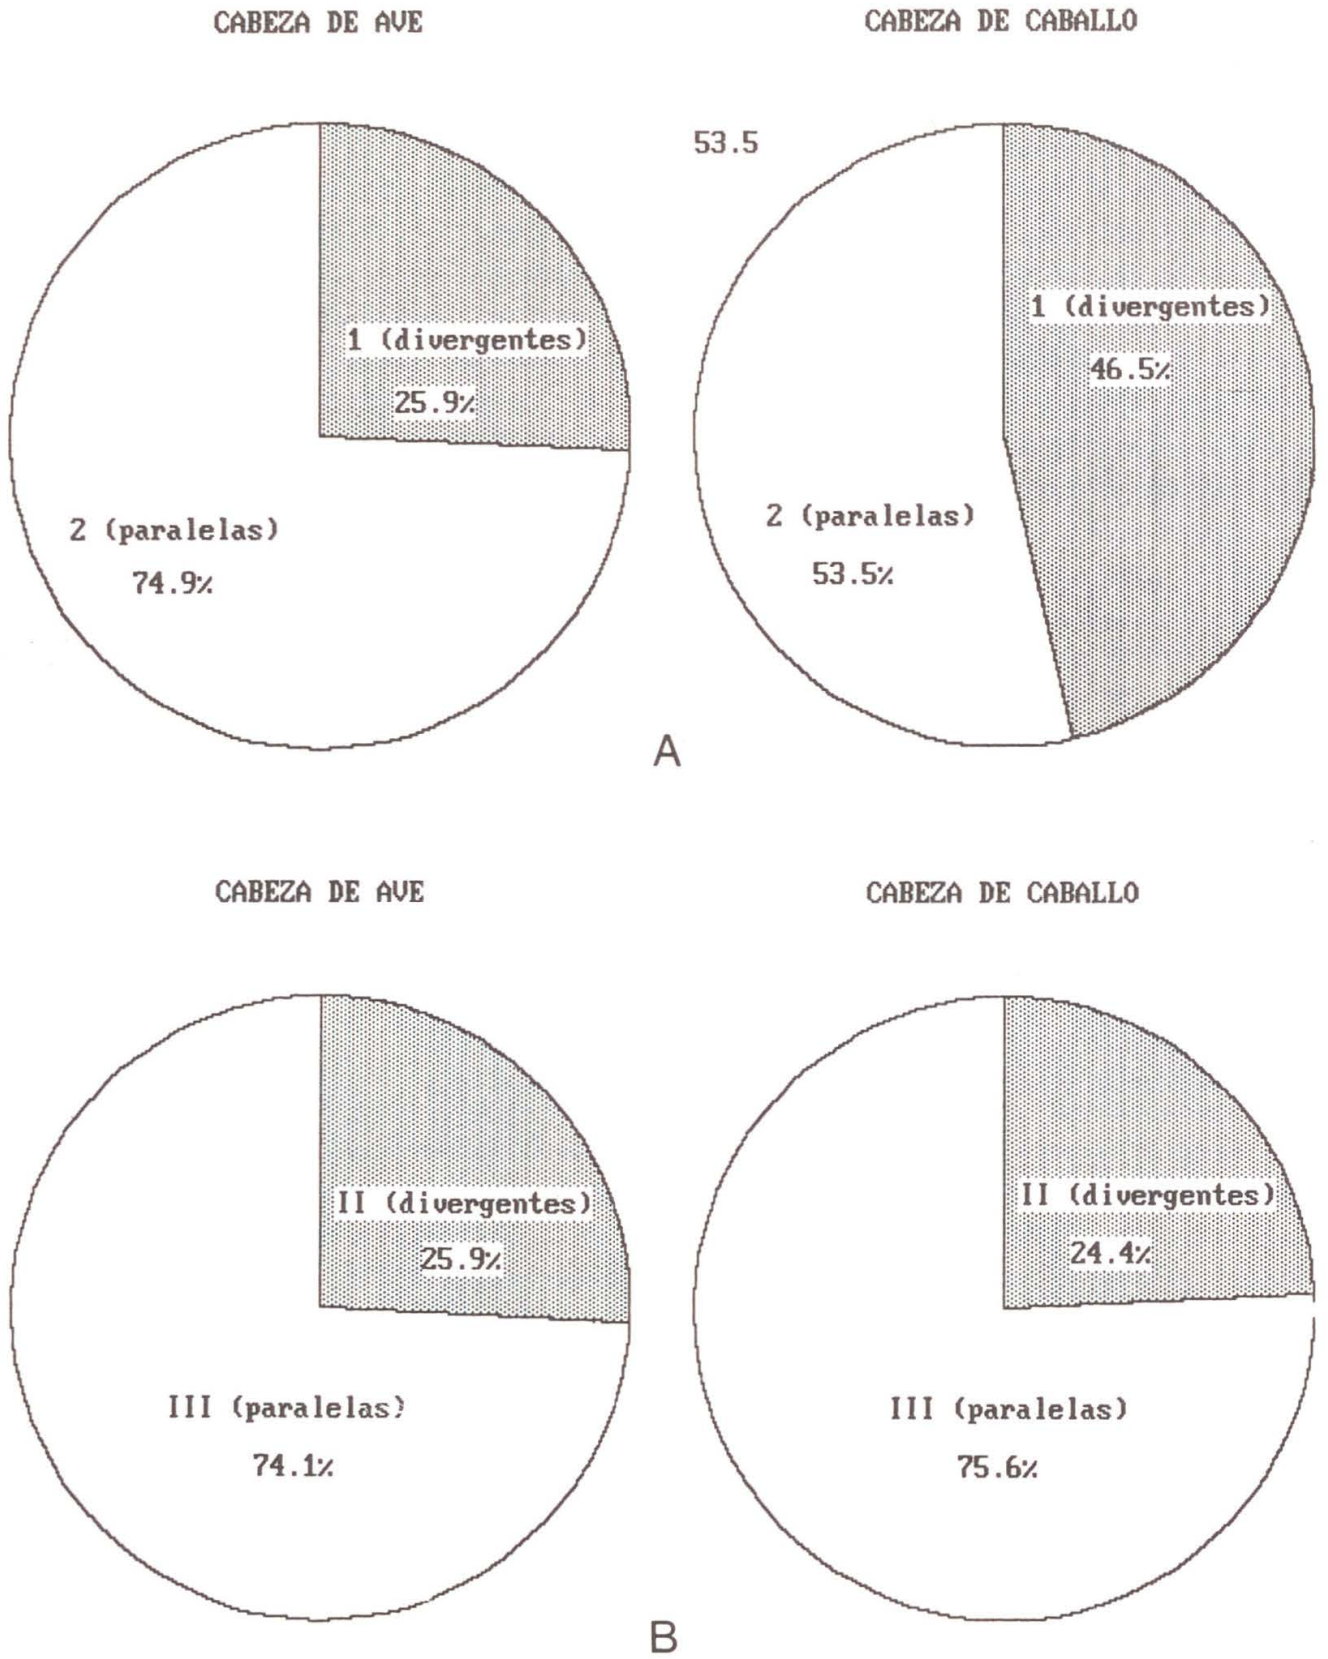 CABEZA DE AVE
CABEZA DE CABALLO
53.5
1 (divergentes)
25.9%
2 (paralelas)
74.9%
1 (divergentes)
46.5%
2 (paralelas)
53.5%
A
CABEZA DE AVE
CABEZA DE CABALLO
II (divergentes)
25.9%
III (paralelas)
74.1%
II (divergentes)
24.4%
III (paralelas)
75.6%
B